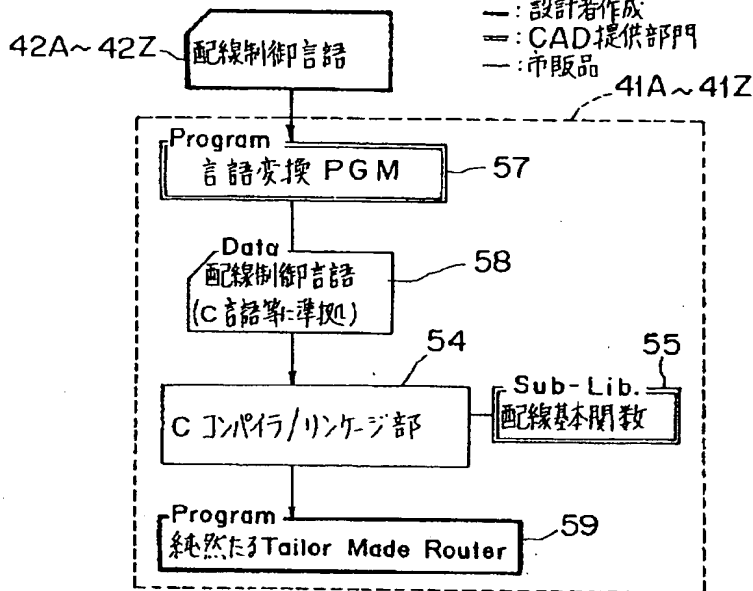 ━: 設計者作成
═: CAD提供部門
─: 市販品
42A～42Z
配線制御言語
41A～41Z
Program
言語変換 PGM
57
Data
配線制御言語
(C言語等に準拠)
58
54
Cコンパイラ/リンケージ部
55
Sub-Lib.
配線基本関数
Program
純然たるTailor Made Router
59